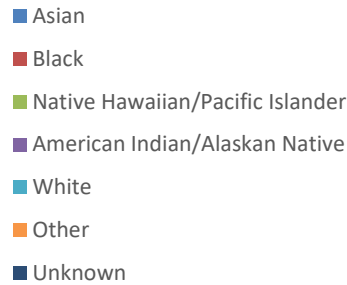 Asian
Black
Native Hawaiian/Pacific Islander
American Indian/Alaskan Native
White
Other
Unknown